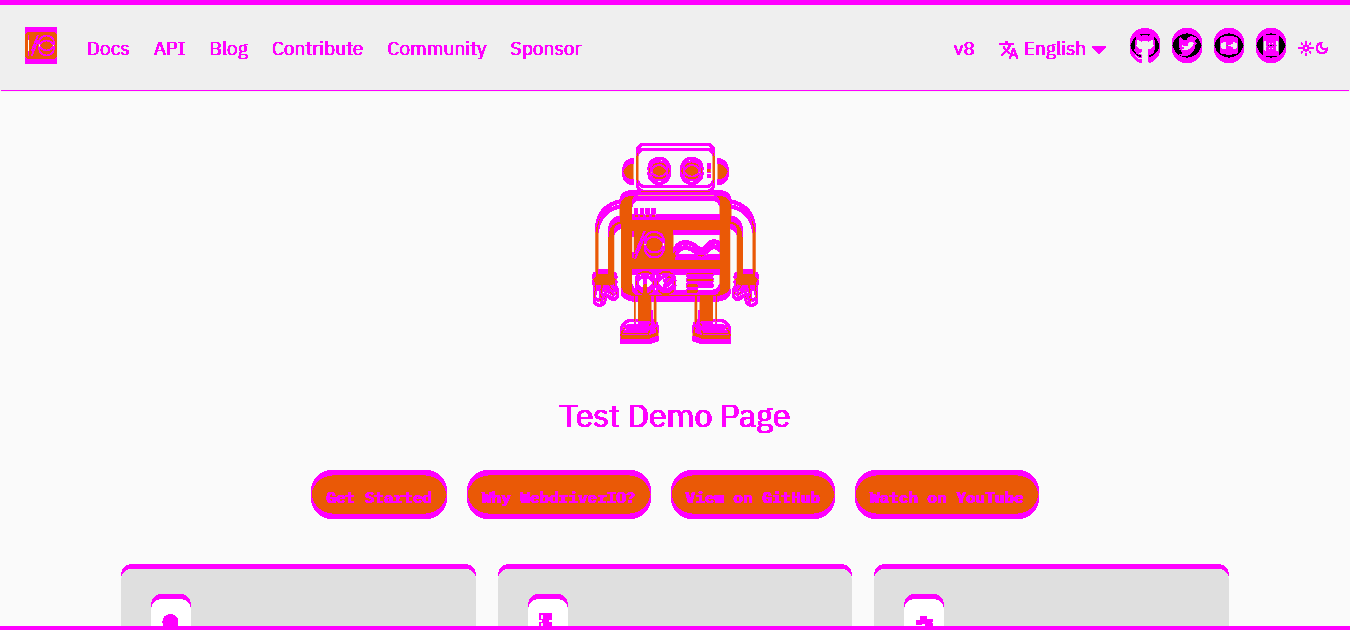 Docs API Blog Contribute Community Sponsor v8 English
Test Demo Page
Get Started Why WebdriverIO? View on GitHub Watch on YouTube